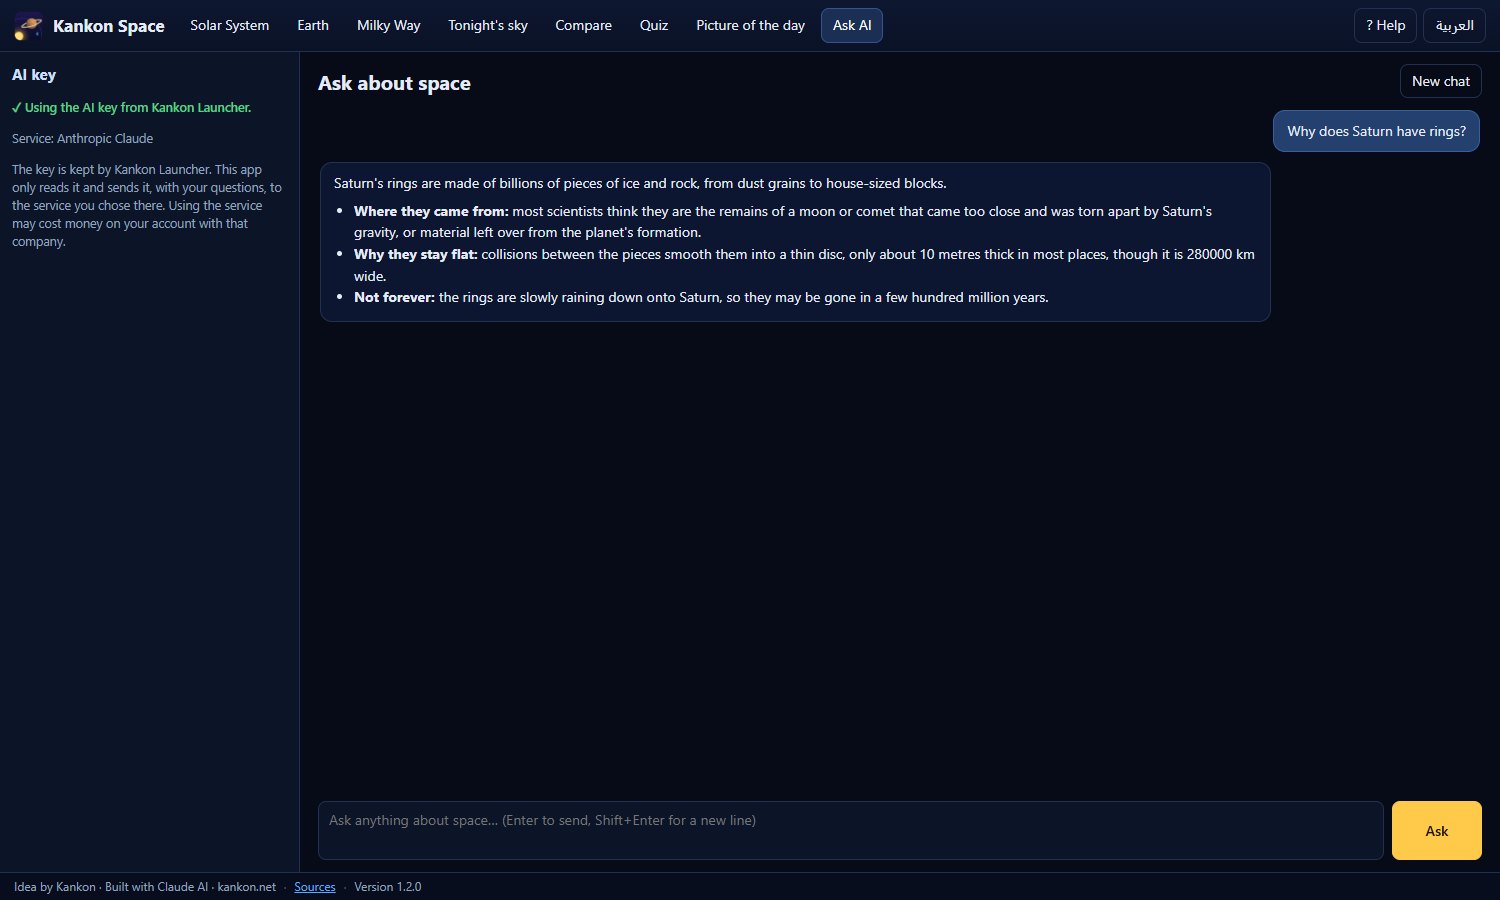 Kankon Space
Solar System
Earth
Milky Way
Tonight's sky
Compare
Quiz
Picture of the day
Ask AI
? Help
العربية
AI key
✓ Using the AI key from Kankon Launcher.
Service: Anthropic Claude
The key is kept by Kankon Launcher. This app
only reads it and sends it, with your questions, to
the service you chose there. Using the service
may cost money on your account with that
company.
Ask about space
New chat
Why does Saturn have rings?
Saturn's rings are made of billions of pieces of ice and rock, from dust grains to house-sized blocks.
• Where they came from: most scientists think they are the remains of a moon or comet that came too close and was torn apart by Saturn's
gravity, or material left over from the planet's formation.
• Why they stay flat: collisions between the pieces smooth them into a thin disc, only about 10 metres thick in most places, though it is 280000 km
wide.
• Not forever: the rings are slowly raining down onto Saturn, so they may be gone in a few hundred million years.
Ask anything about space... (Enter to send, Shift+Enter for a new line)
Ask
Idea by Kankon · Built with Claude AI · kankon.net · Sources · Version 1.2.0